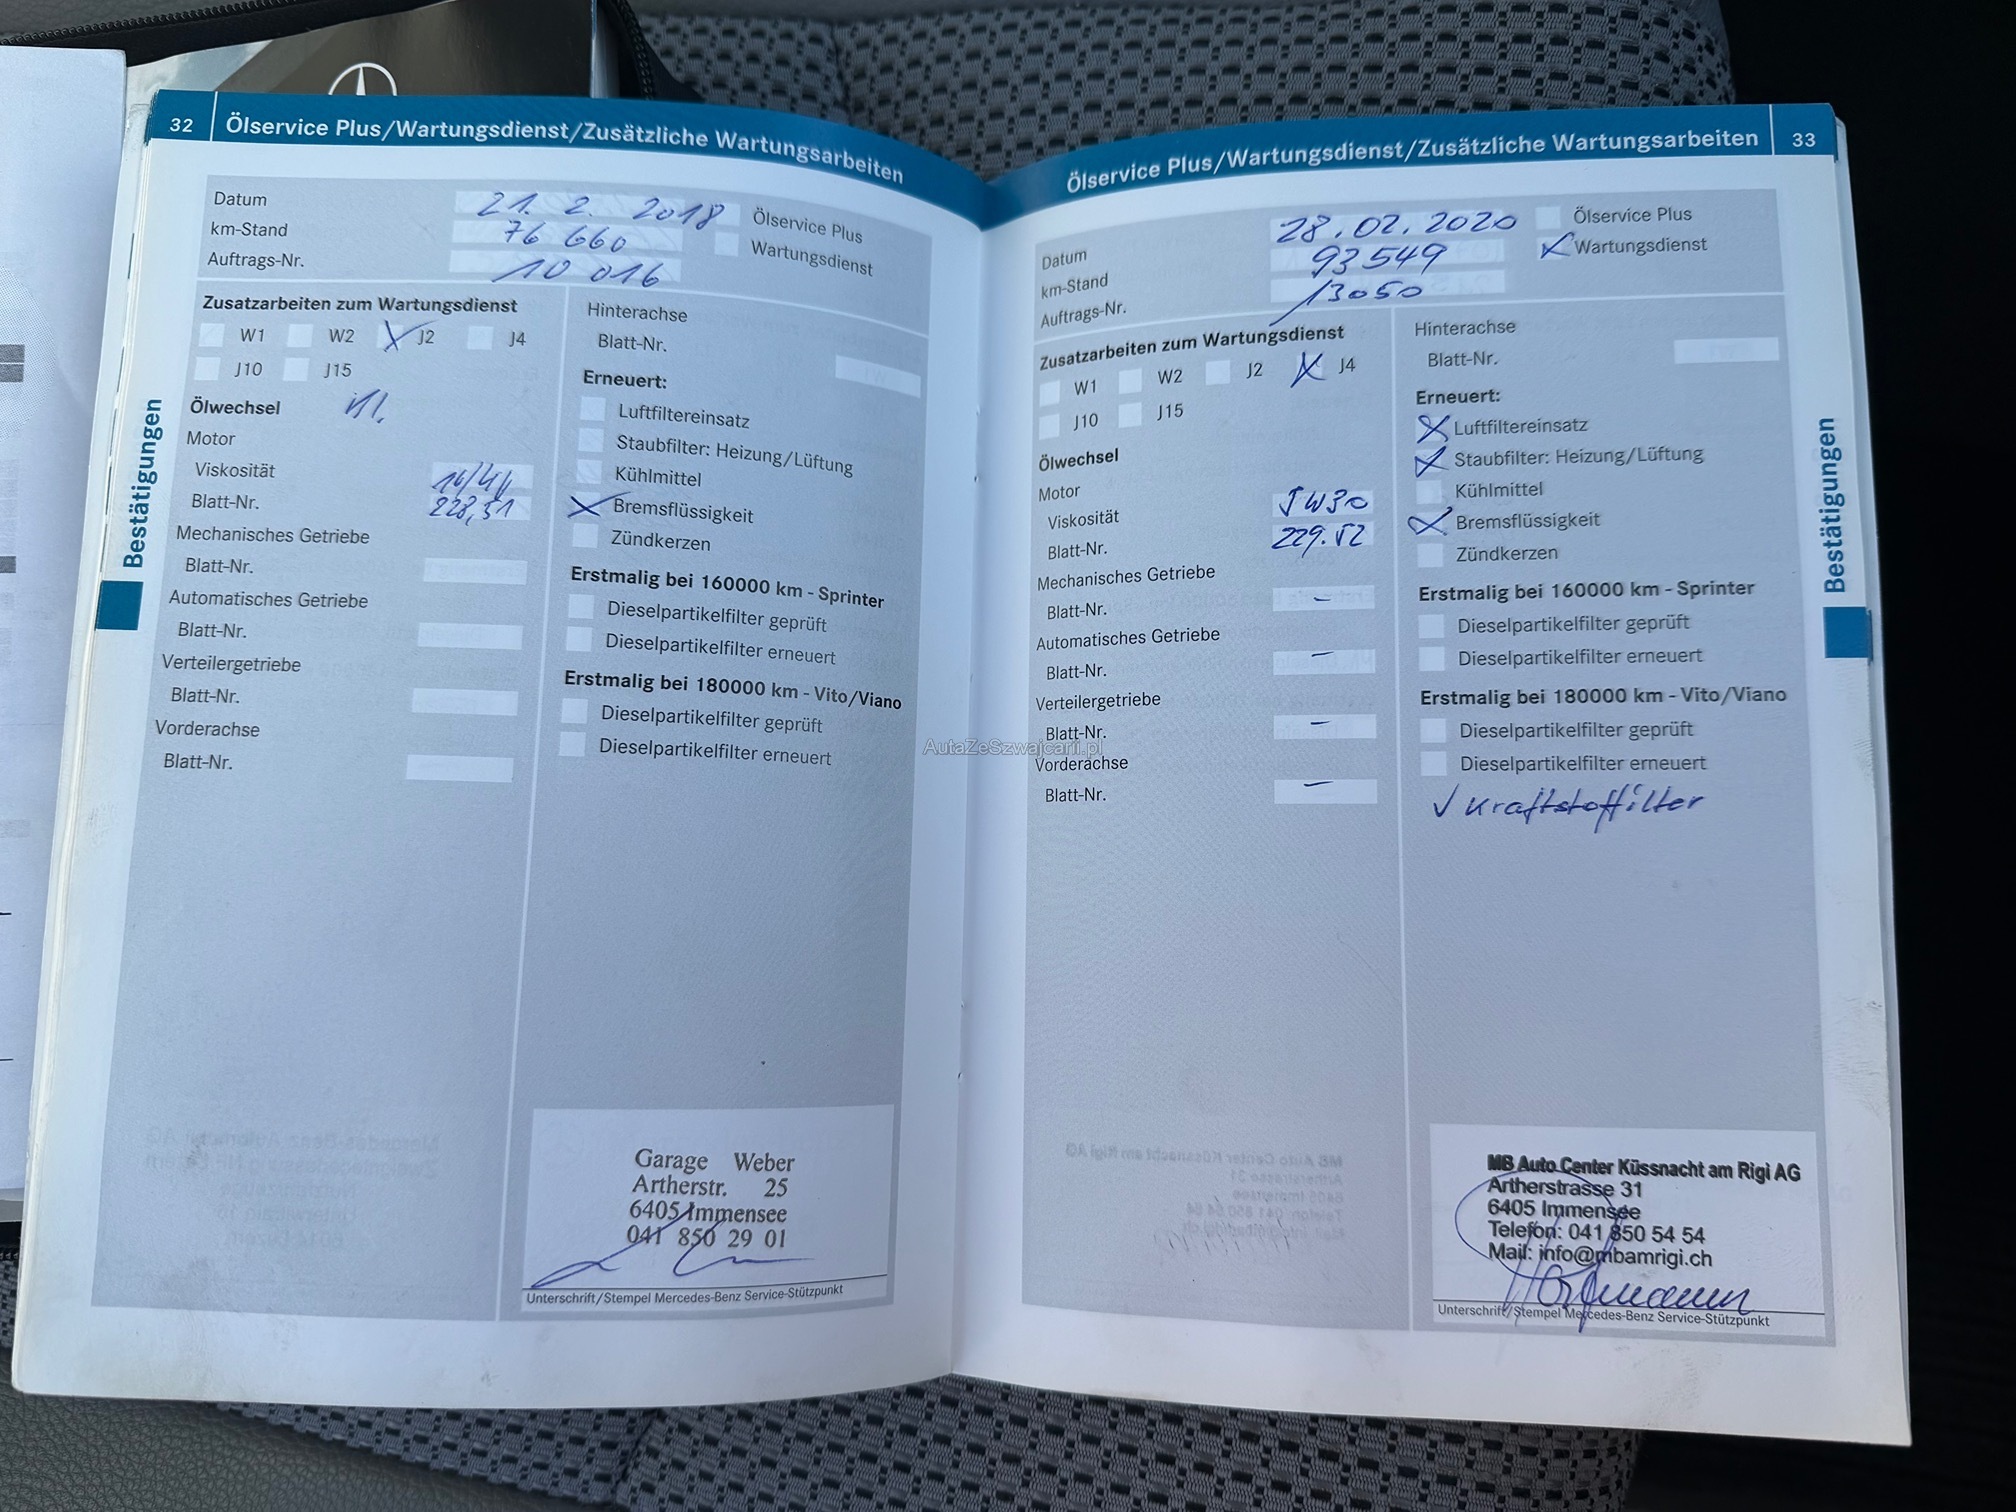 32 Ölservice Plus/Wartungsdienst/Zusätzliche Wartungsarbeiten
Datum 21. 2. 2018 Ölservice Plus
km-Stand 76 660 Wartungsdienst
Auftrags-Nr. 10 016
Zusatzarbeiten zum Wartungsdienst
W1 W2 J2 J4
J10 J15
Ölwechsel
Motor
Viskosität
Blatt-Nr. 228,51
Mechanisches Getriebe
Blatt-Nr.
Automatisches Getriebe
Blatt-Nr.
Verteilergetriebe
Blatt-Nr.
Vorderachse
Blatt-Nr.
Hinterachse
Blatt-Nr.
Erneuert:
Luftfiltereinsatz
Staubfilter: Heizung/Lüftung
Kühlmittel
Bremsflüssigkeit
Zündkerzen
Erstmalig bei 160000 km - Sprinter
Dieselpartikelfilter geprüft
Dieselpartikelfilter erneuert
Erstmalig bei 180000 km - Vito/Viano
Dieselpartikelfilter geprüft
Dieselpartikelfilter erneuert
Garage Weber
Artherstr. 25
6405 Immensee
041 850 29 01
Unterschrift/Stempel Mercedes-Benz Service-Stützpunkt
Bestätigungen
Ölservice Plus/Wartungsdienst/Zusätzliche Wartungsarbeiten 33
Datum 28.02.2020 Ölservice Plus
km-Stand 93549 Wartungsdienst
Auftrags-Nr. 13050
Zusatzarbeiten zum Wartungsdienst
W1 W2 J2 J4
J10 J15
Ölwechsel
Motor
Viskosität 5W30
Blatt-Nr. 229.52
Mechanisches Getriebe
Blatt-Nr. –
Automatisches Getriebe
Blatt-Nr. –
Verteilergetriebe
Blatt-Nr. –
Vorderachse
Blatt-Nr. –
Hinterachse
Blatt-Nr.
Erneuert:
Luftfiltereinsatz
Staubfilter: Heizung/Lüftung
Kühlmittel
Bremsflüssigkeit
Zündkerzen
Erstmalig bei 160000 km - Sprinter
Dieselpartikelfilter geprüft
Dieselpartikelfilter erneuert
Erstmalig bei 180000 km - Vito/Viano
Dieselpartikelfilter geprüft
Dieselpartikelfilter erneuert
✓ Kraftstoffilter
MB Auto Center Küssnacht am Rigi AG
Artherstrasse 31
6405 Immensee
Telefon: 041 850 54 54
Mail: info@mbamrigi.ch
Unterschrift/Stempel Mercedes-Benz Service-Stützpunkt
Bestätigungen
AutaZeSzwajcarii.pl